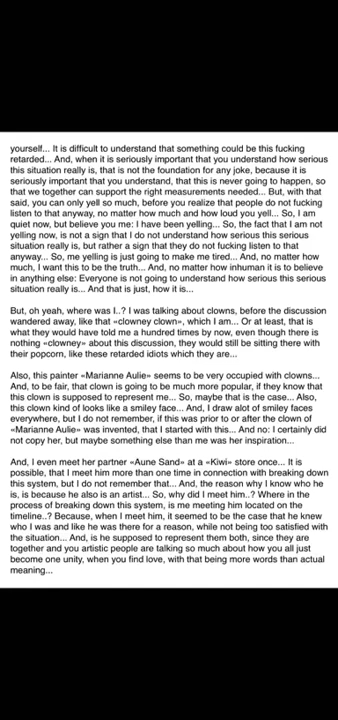 yourself... It is difficult to understand that something could be this fucking
retarded... And, when it is seriously important that you understand how serious
this situation really is, that is not the foundation for any joke, because it is
seriously important that you understand, that this is never going to happen, so
that we together can support the right measurements needed... But, with that
said, you can only yell so much, before you realize that people do not fucking
listen to that anyway, no matter how much and how loud you yell... So, I am
quiet now, but believe you me: I have been yelling... So, the fact that I am not
yelling now, is not a sign that I do not understand how serious this serious
situation really is, but rather a sign that they do not fucking listen to that
anyway... So, me yelling is just going to make me tired... And, no matter how
much, I want this to be the truth... And, no matter how inhuman it is to believe
in anything else: Everyone is not going to understand how serious this serious
situation really is... And that is just, how it is...
But, oh yeah, where was I..? I was talking about clowns, before the discussion
wandered away, like that «clowney clown», which I am... Or at least, that is
what they would have told me a hundred times by now, even though there is
nothing «clowney» about this discussion, they would still be sitting there with
their popcorn, like these retarded idiots which they are...
Also, this painter «Marianne Aulie» seems to be very occupied with clowns...
And, to be fair, that clown is going to be much more popular, if they know that
this clown is supposed to represent me... So, maybe that is the case... Also,
this clown kind of looks like a smiley face... And, I draw alot of smiley faces
everywhere, but I do not remember, if this was prior to or after the clown of
«Marianne Aulie» was invented, that I started with this... And no: I certainly did
not copy her, but maybe something else than me was her inspiration...
And, I even meet her partner «Aune Sand» at a «Kiwi» store once... It is
possible, that I meet him more than one time in connection with breaking down
this system, but I do not remember that... And, the reason why I know who he
is, is because he also is an artist... So, why did I meet him..? Where in the
process of breaking down this system, is me meeting him located on the
timeline..? Because, when I meet him, it seemed to be the case that he knew
who I was and like he was there for a reason, while not being too satisfied with
the situation... And, is he supposed to represent them both, since they are
together and you artistic people are talking so much about how you all just
become one unity, when you find love, with that being more words than actual
meaning...